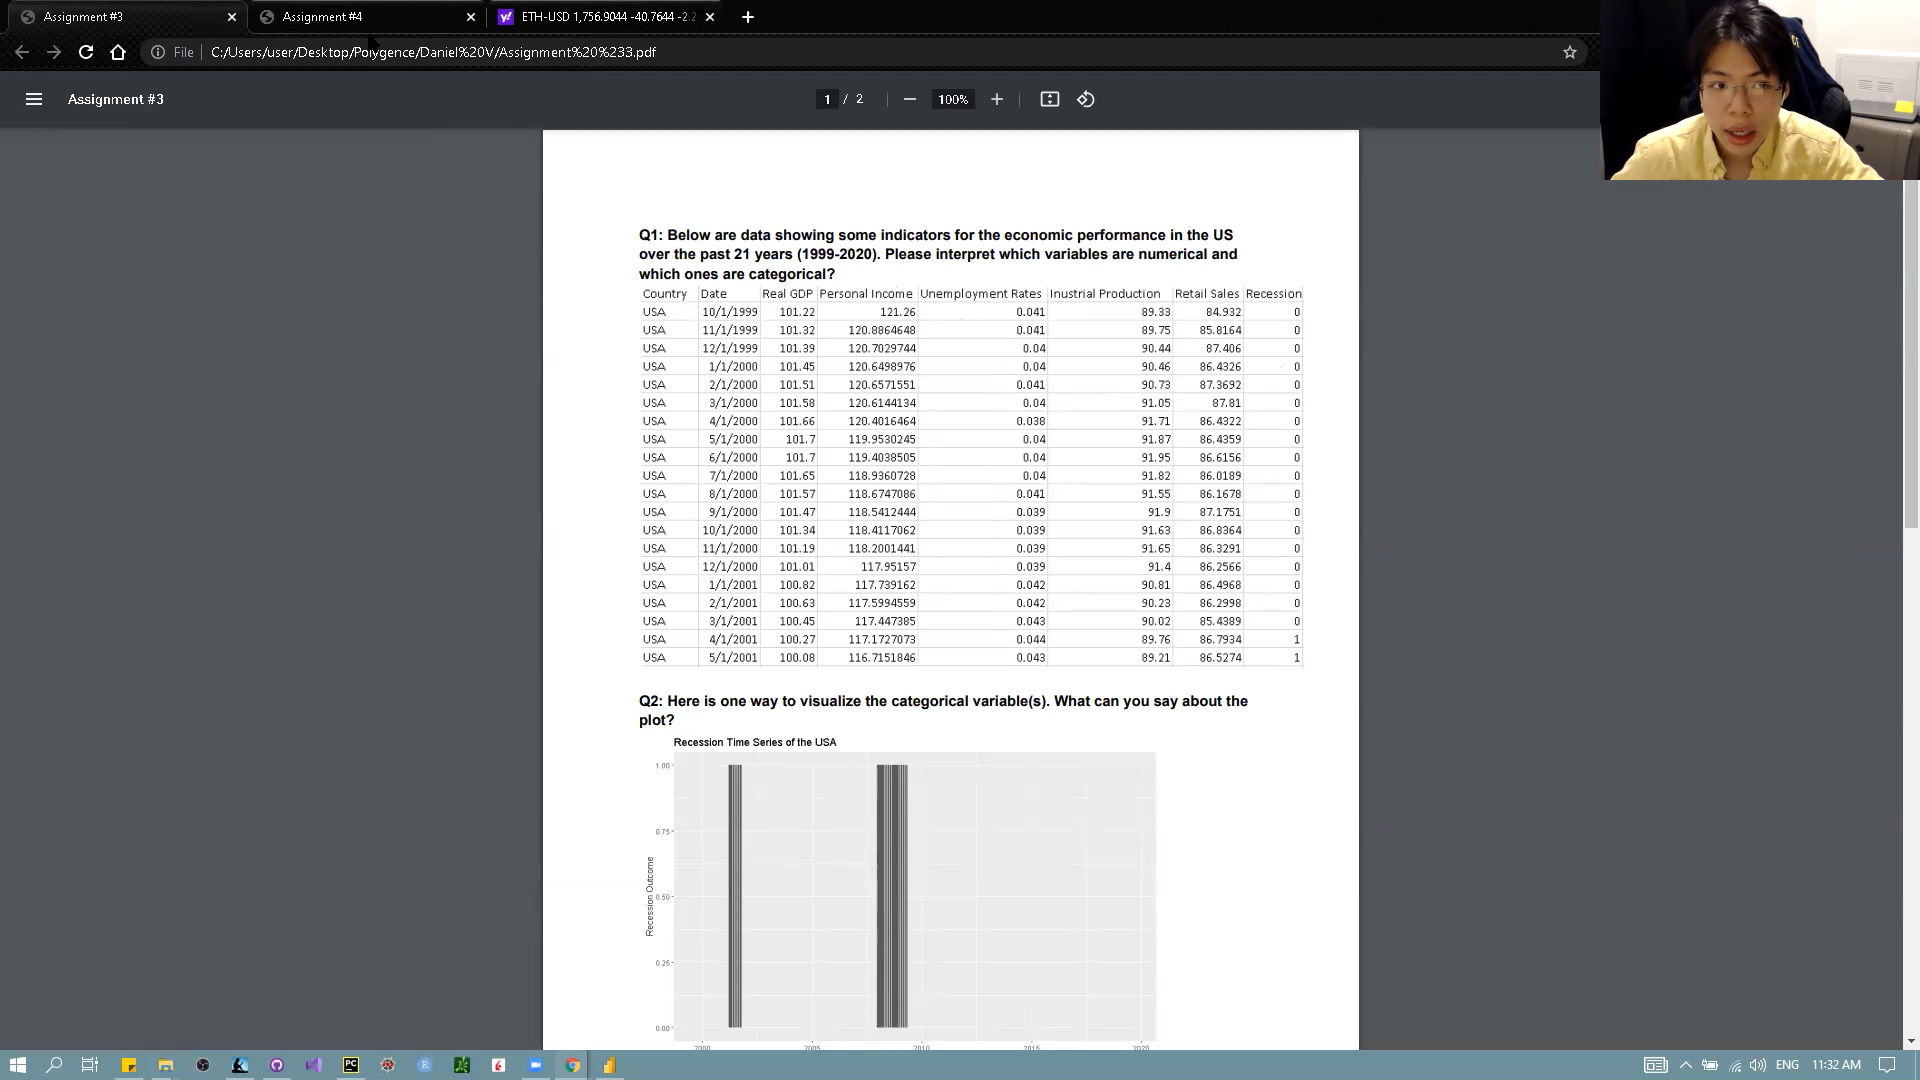 Assignment #3
Assignment #4
ETH-USD 1,756.9044 -40.7644 -2.2
File C:/Users/user/Desktop/Polygence/Daniel%20V/Assignment%20%233.pdf
Assignment #3
1 / 2
100%
Q1: Below are data showing some indicators for the economic performance in the US
over the past 21 years (1999-2020). Please interpret which variables are numerical and
which ones are categorical?
Country Date Real GDP Personal Income Unemployment Rates Inustrial Production Retail Sales Recession
USA 10/1/1999 101.22 121.26 0.041 89.33 84.932 0
USA 11/1/1999 101.32 120.8864648 0.041 89.75 85.8164 0
USA 12/1/1999 101.39 120.7029744 0.04 90.44 87.406 0
USA 1/1/2000 101.45 120.6498976 0.04 90.46 86.4326 0
USA 2/1/2000 101.51 120.6571551 0.041 90.73 87.3692 0
USA 3/1/2000 101.58 120.6144134 0.04 91.05 87.81 0
USA 4/1/2000 101.66 120.4016464 0.038 91.71 86.4322 0
USA 5/1/2000 101.7 119.9530245 0.04 91.87 86.4359 0
USA 6/1/2000 101.7 119.4038505 0.04 91.95 86.6156 0
USA 7/1/2000 101.65 118.9360728 0.04 91.82 86.0189 0
USA 8/1/2000 101.57 118.6747086 0.041 91.55 86.1678 0
USA 9/1/2000 101.47 118.5412444 0.039 91.9 87.1751 0
USA 10/1/2000 101.34 118.4117062 0.039 91.63 86.8364 0
USA 11/1/2000 101.19 118.2001441 0.039 91.65 86.3291 0
USA 12/1/2000 101.01 117.95157 0.039 91.4 86.2566 0
USA 1/1/2001 100.82 117.739162 0.042 90.81 86.4968 0
USA 2/1/2001 100.63 117.5994559 0.042 90.23 86.2998 0
USA 3/1/2001 100.45 117.447385 0.043 90.02 85.4389 0
USA 4/1/2001 100.27 117.1727073 0.044 89.76 86.7934 1
USA 5/1/2001 100.08 116.7151846 0.043 89.21 86.5274 1
Q2: Here is one way to visualize the categorical variable(s). What can you say about the
plot?
Recession Time Series of the USA
1.00
0.75
Recession Outcome
0.50
0.25
0.00
2000 2005 2010 2015 2020
PC
R
ENG 11:32 AM